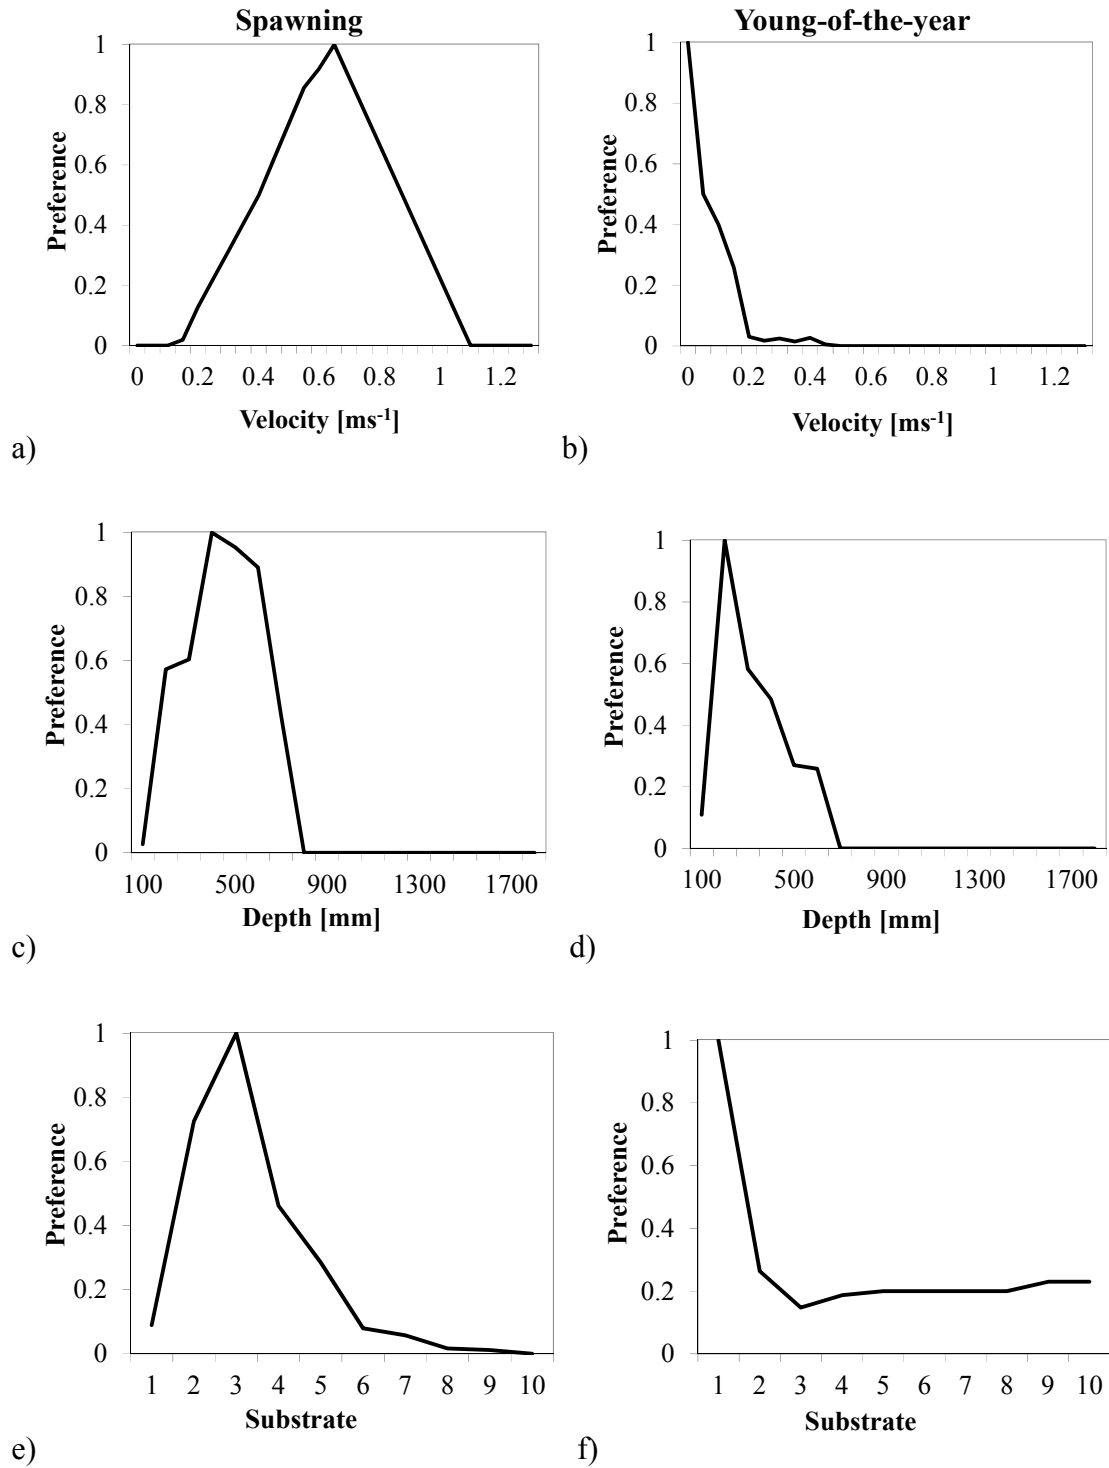 Spawning
1
0.8
0.6
0.4
0.2
0
Preference
0 0.2 0.4 0.6 0.8 1 1.2
Velocity [ms-1]
a)
Young-of-the-year
1
0.8
0.6
0.4
0.2
0
Preference
0 0.2 0.4 0.6 0.8 1 1.2
Velocity [ms-1]
b)
1
0.8
0.6
0.4
0.2
0
Preference
100 500 900 1300 1700
Depth [mm]
c)
1
0.8
0.6
0.4
0.2
0
Preference
100 500 900 1300 1700
Depth [mm]
d)
1
0.8
0.6
0.4
0.2
0
Preference
1 2 3 4 5 6 7 8 9 10
Substrate
e)
1
0.8
0.6
0.4
0.2
0
Preference
1 2 3 4 5 6 7 8 9 10
Substrate
f)